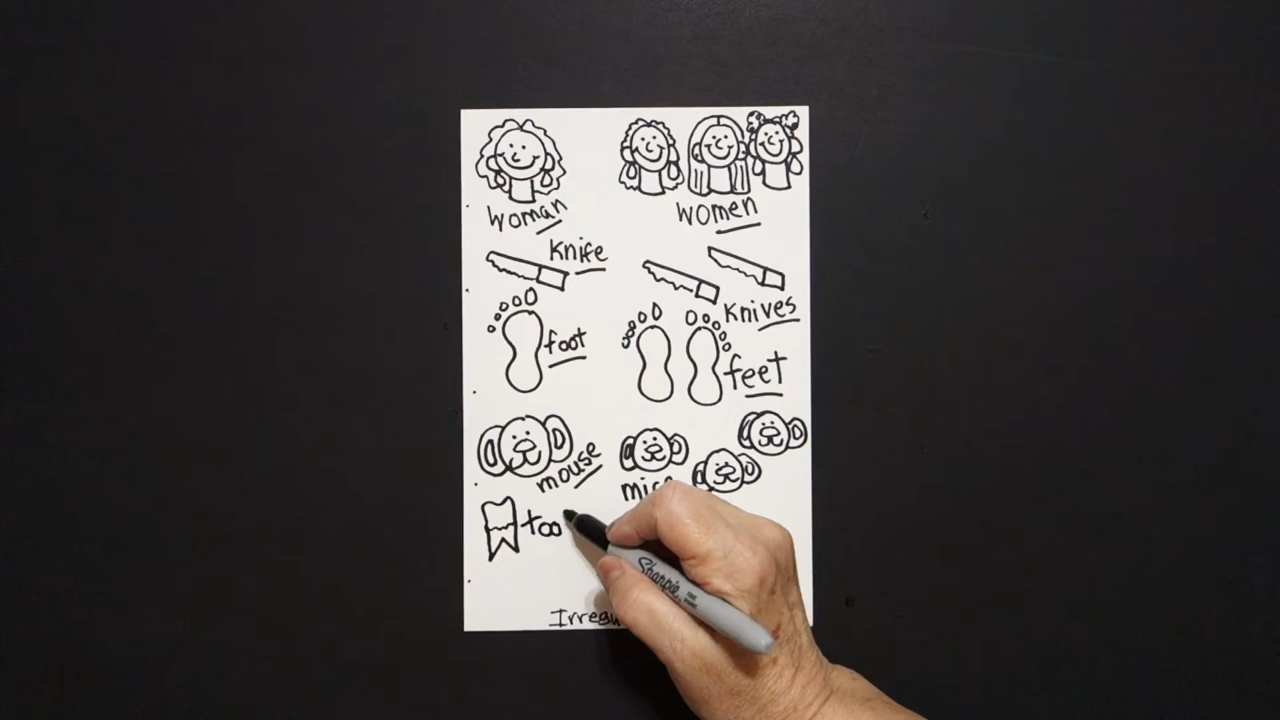 woman women
knife
knives
foot
feet
mouse
too
Sharpie